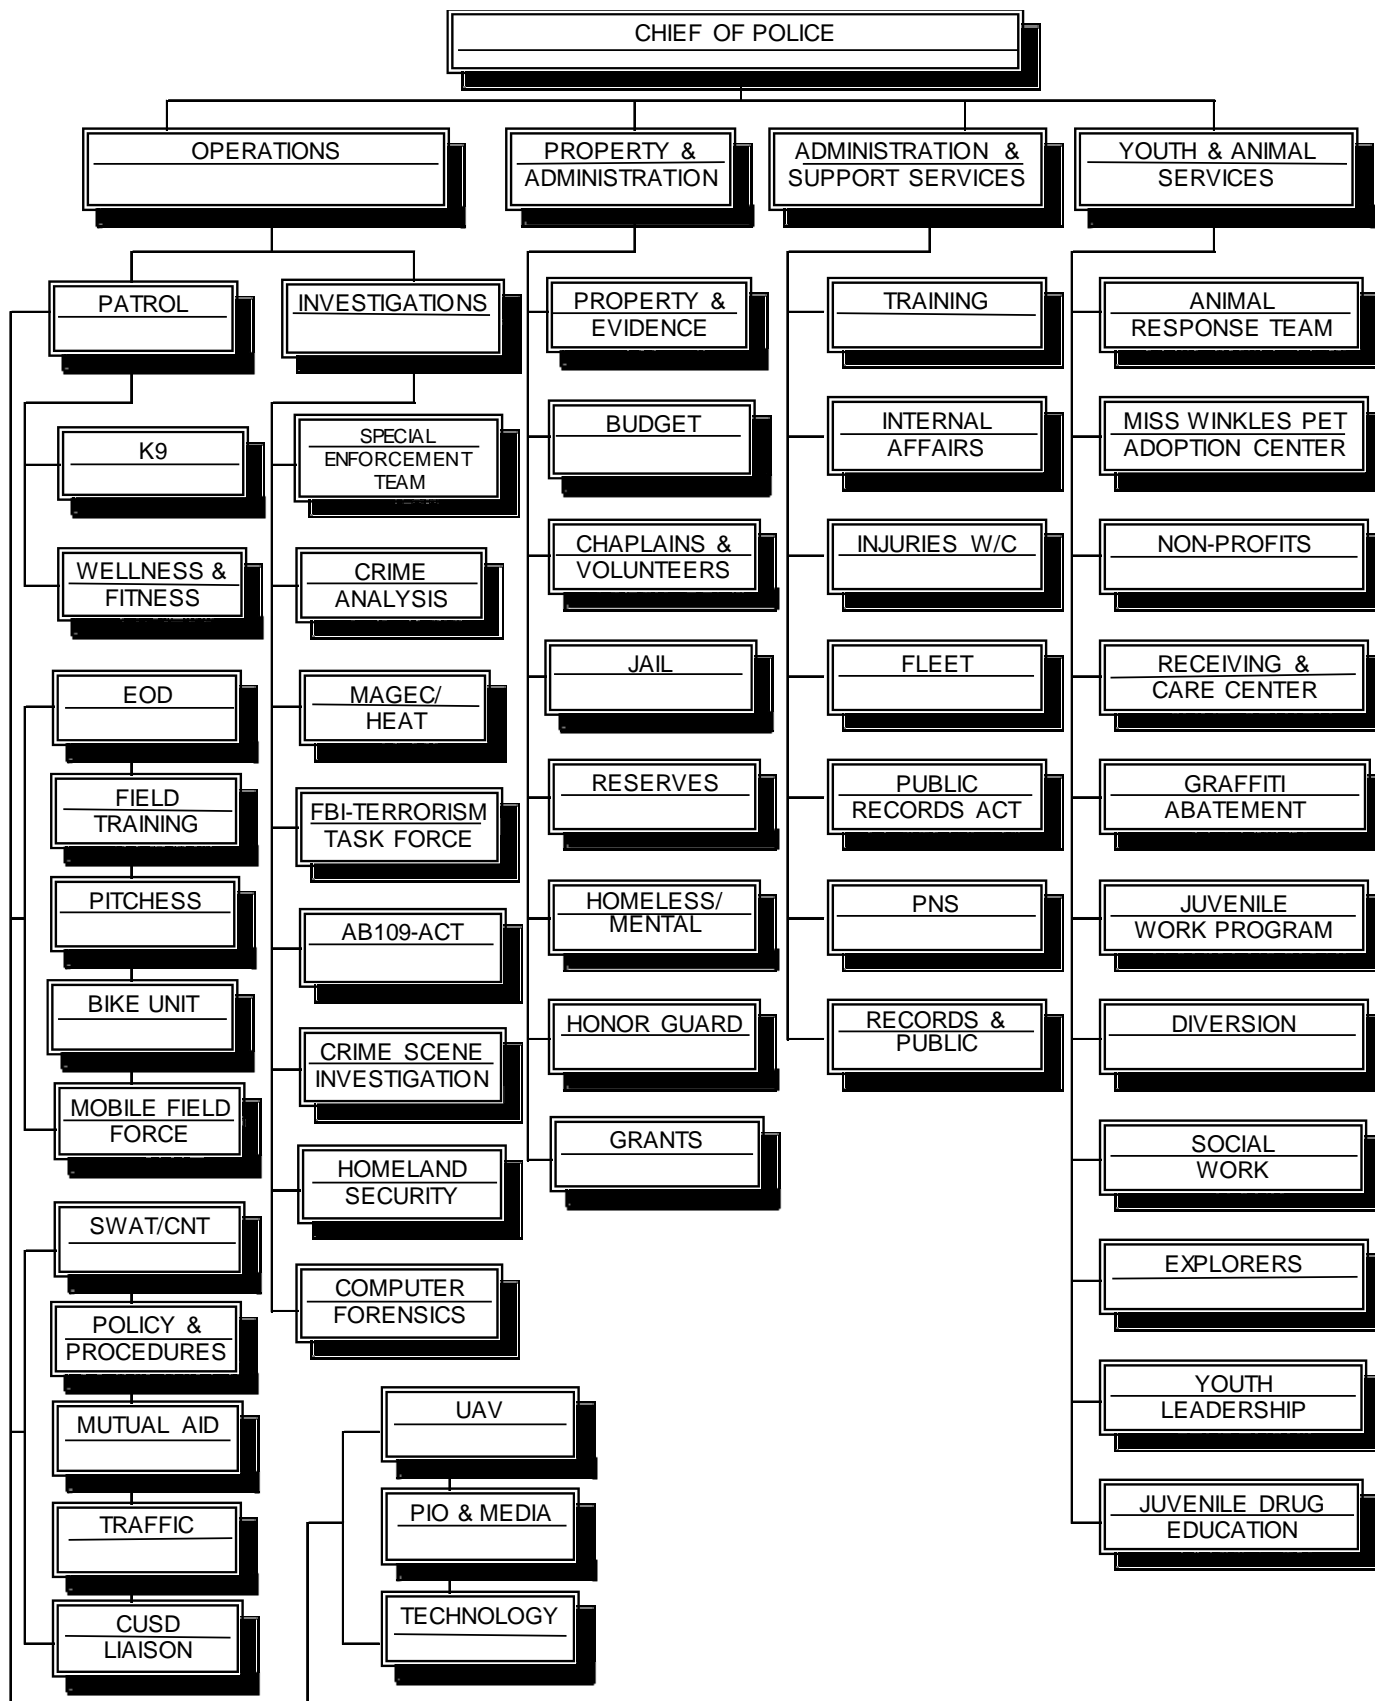 CHIEF OF POLICE
OPERATIONS
PROPERTY &
ADMINISTRATION
ADMINISTRATION &
SUPPORT SERVICES
YOUTH & ANIMAL
SERVICES
PATROL
INVESTIGATIONS
K9
WELLNESS &
FITNESS
EOD
FIELD
TRAINING
PITCHESS
BIKE UNIT
MOBILE FIELD
FORCE
SWAT/CNT
POLICY &
PROCEDURES
MUTUAL AID
TRAFFIC
CUSD
LIAISON
SPECIAL
ENFORCEMENT
TEAM
CRIME
ANALYSIS
MAGEC/
HEAT
FBI-TERRORISM
TASK FORCE
AB109-ACT
CRIME SCENE
INVESTIGATION
HOMELAND
SECURITY
COMPUTER
FORENSICS
UAV
PIO & MEDIA
TECHNOLOGY
PROPERTY &
EVIDENCE
BUDGET
CHAPLAINS &
VOLUNTEERS
JAIL
RESERVES
HOMELESS/
MENTAL
HONOR GUARD
GRANTS
TRAINING
INTERNAL
AFFAIRS
INJURIES W/C
FLEET
PUBLIC
RECORDS ACT
PNS
RECORDS &
PUBLIC
ANIMAL
RESPONSE TEAM
MISS WINKLES PET
ADOPTION CENTER
NON-PROFITS
RECEIVING &
CARE CENTER
GRAFFITI
ABATEMENT
JUVENILE
WORK PROGRAM
DIVERSION
SOCIAL
WORK
EXPLORERS
YOUTH
LEADERSHIP
JUVENILE DRUG
EDUCATION